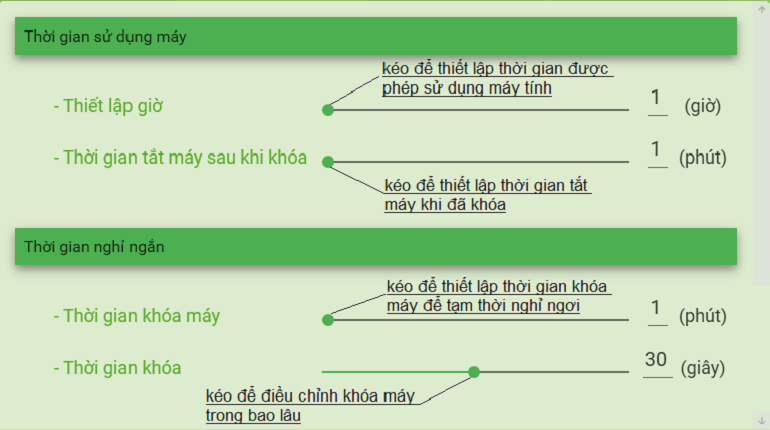 Thời gian sử dụng máy
kéo để thiết lập thời gian được
phép sử dụng máy tính
- Thiết lập giờ
1 (giờ)
- Thời gian tắt máy sau khi khóa
1 (phút)
kéo để thiết lập thời gian tắt
máy khi đã khóa
Thời gian nghỉ ngắn
kéo để thiết lập thời gian khóa
máy để tạm thời nghỉ ngơi
- Thời gian khóa máy
1 (phút)
- Thời gian khóa
30 (giây)
kéo để điều chỉnh khóa máy
trong bao lâu